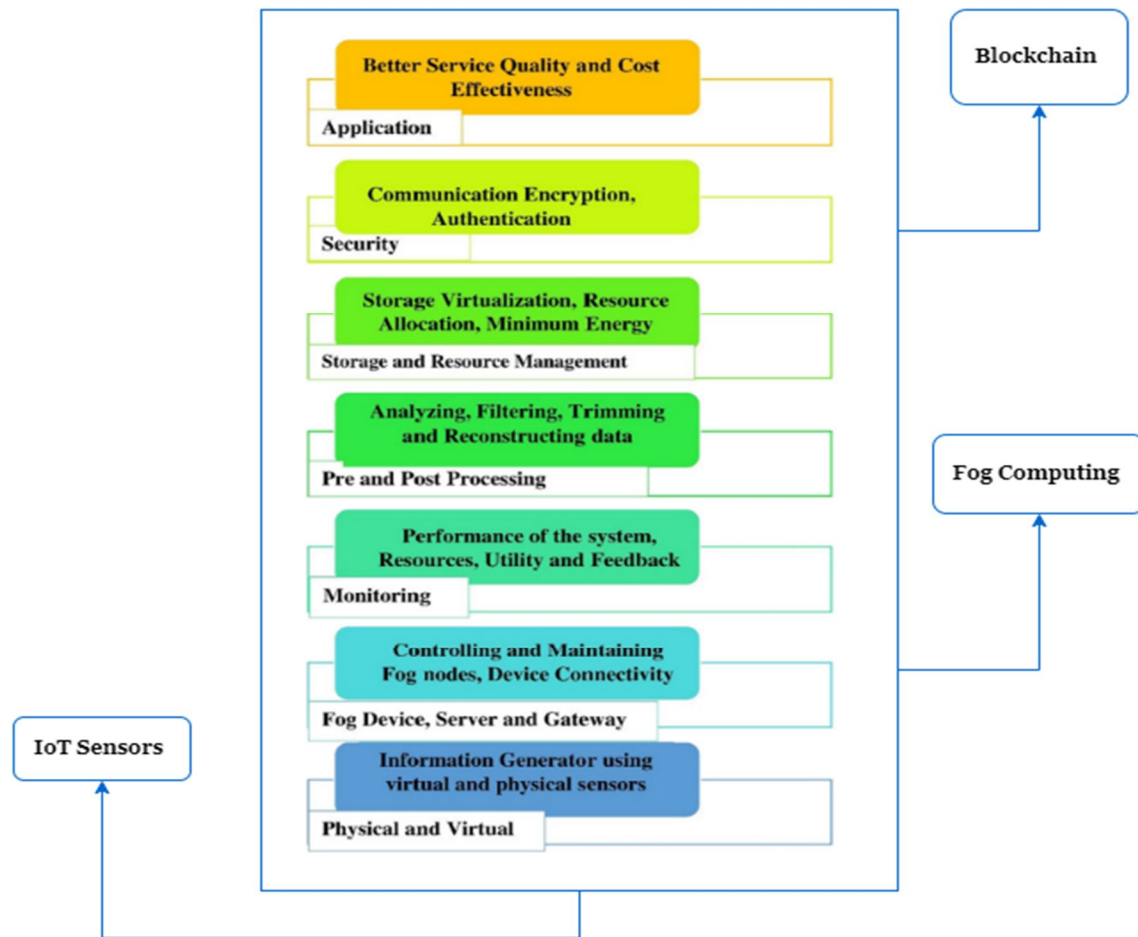 Better Service Quality and Cost
Effectiveness
Application
Blockchain
Communication Encryption,
Authentication
Security
Storage Virtualization, Resource
Allocation, Minimum Energy
Storage and Resource Management
Analyzing, Filtering, Trimming
and Reconstructing data
Pre and Post Processing
Fog Computing
Performance of the system,
Resources, Utility and Feedback
Monitoring
Controlling and Maintaining
Fog nodes, Device Connectivity
Fog Device, Server and Gateway
IoT Sensors
Information Generator using
virtual and physical sensors
Physical and Virtual